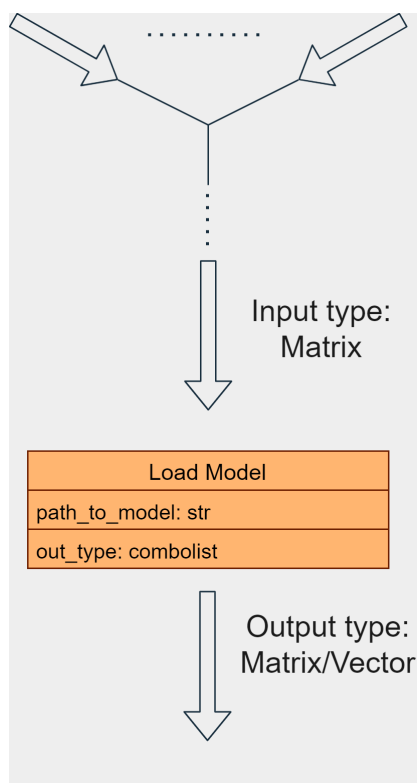 Input type:
Matrix
Load Model
path_to_model: str
out_type: combolist
Output type:
Matrix/Vector